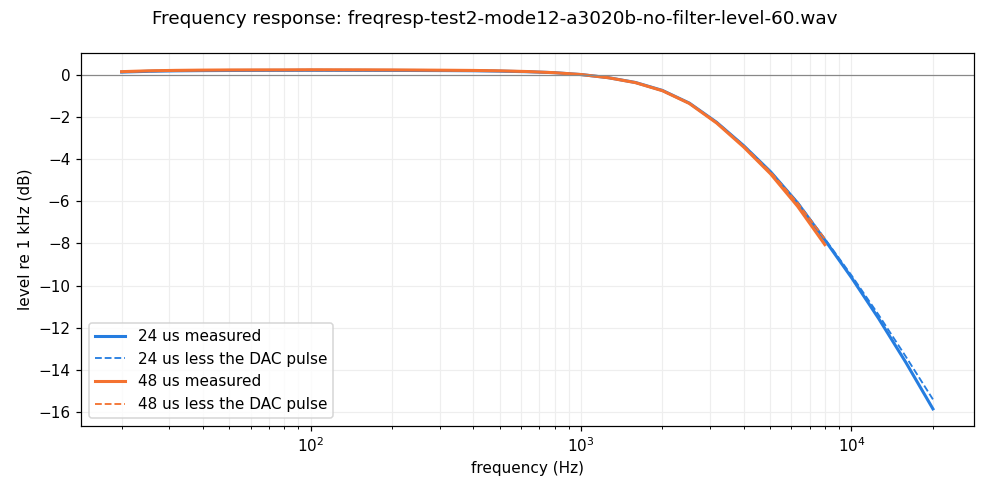 Frequency response: freqresp-test2-mode12-a3020b-no-filter-level-60.wav
0
−2
−4
−6
−8
−10
−12
−14
−16
level re 1 kHz (dB)
24 us measured
24 us less the DAC pulse
48 us measured
48 us less the DAC pulse
10²
10³
10⁴
frequency (Hz)